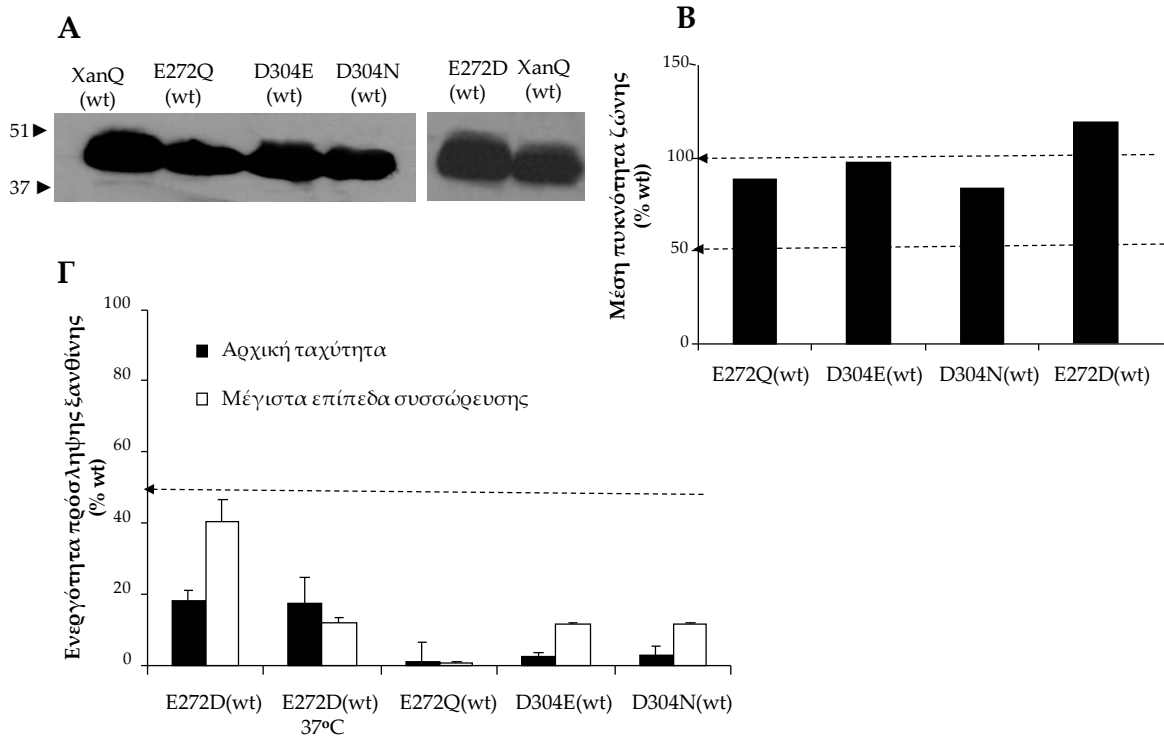 A
XanQ
(wt)
E272Q
(wt)
D304E
(wt)
D304N
(wt)
E272D
(wt)
XanQ
(wt)
51
37
B
Μέση πυκνότητα ζώνης
(% wt))
150
100
50
0
E272Q(wt)
D304E(wt)
D304N(wt)
E272D(wt)
Γ
Ενεργότητα πρόσληψης ξανθίνης
(% wt)
100
80
60
40
20
0
Αρχική ταχύτητα
Μέγιστα επίπεδα συσσώρευσης
E272D(wt)
E272D(wt)
37°C
E272Q(wt)
D304E(wt)
D304N(wt)